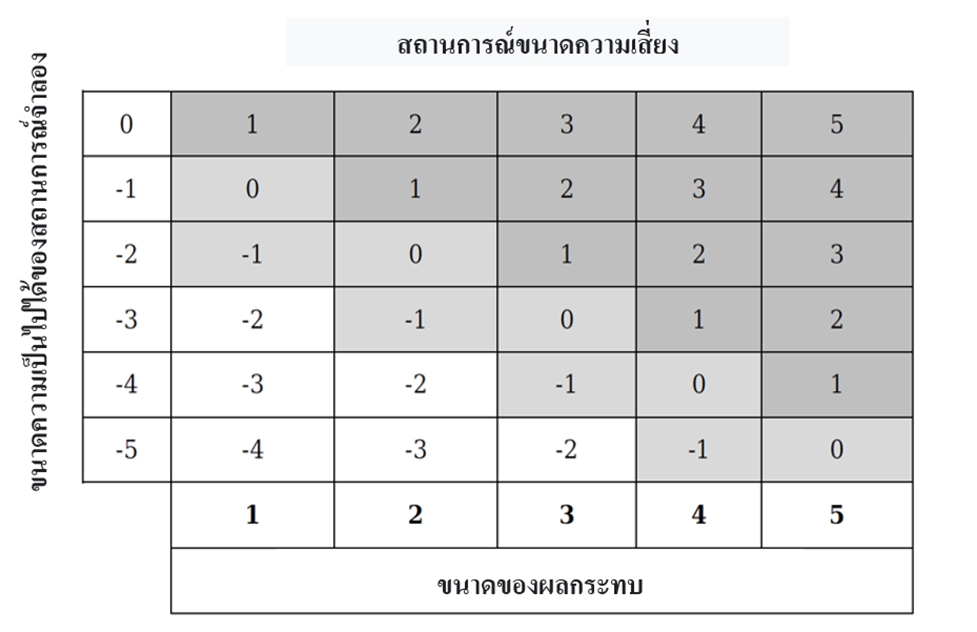 สถานการณ์ขนาดความเสี่ยง
ขนาดความเป็นไปได้ของสถานการณ์จำลอง
0 1 2 3 4 5
-1 0 1 2 3 4
-2 -1 0 1 2 3
-3 -2 -1 0 1 2
-4 -3 -2 -1 0 1
-5 -4 -3 -2 -1 0
1 2 3 4 5
ขนาดของผลกระทบ